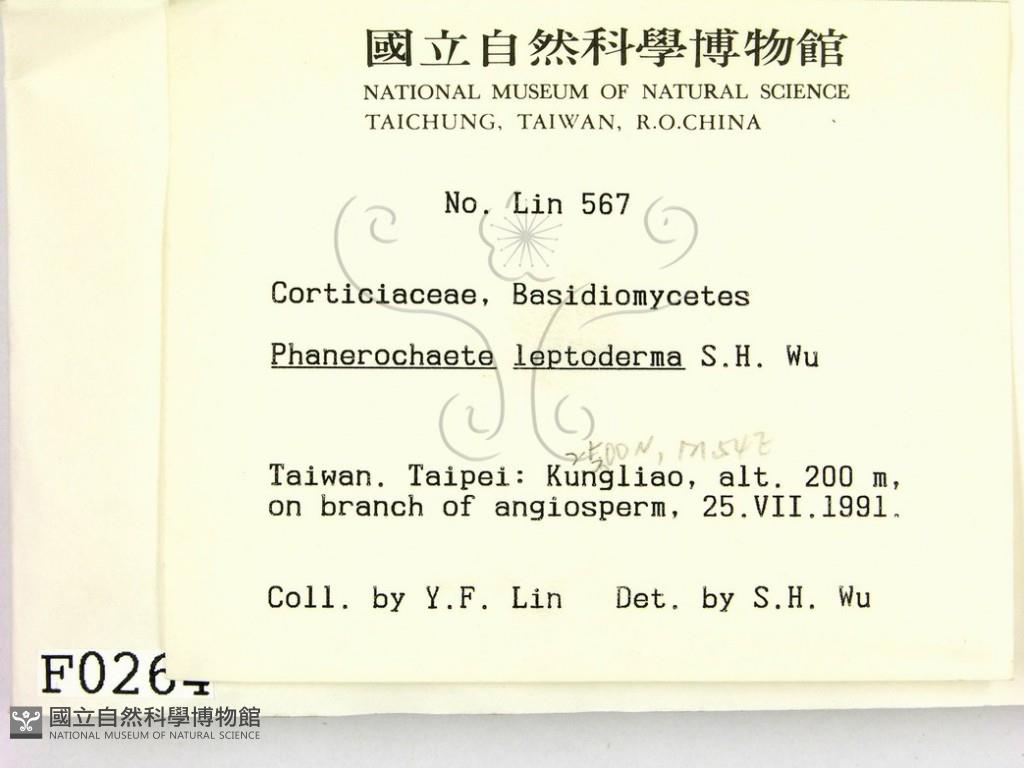 國立自然科學博物館
NATIONAL MUSEUM OF NATURAL SCIENCE
TAICHUNG, TAIWAN, R.O.CHINA
No. Lin 567
Corticiaceae, Basidiomycetes
Phanerochaete leptoderma S.H. Wu
Taiwan. Taipei: Kungliao, alt. 200 m,
on branch of angiosperm, 25.VII.1991.
Coll. by Y.F. Lin Det. by S.H. Wu
F0264
國立自然科學博物館
NATIONAL MUSEUM OF NATURAL SCIENCE